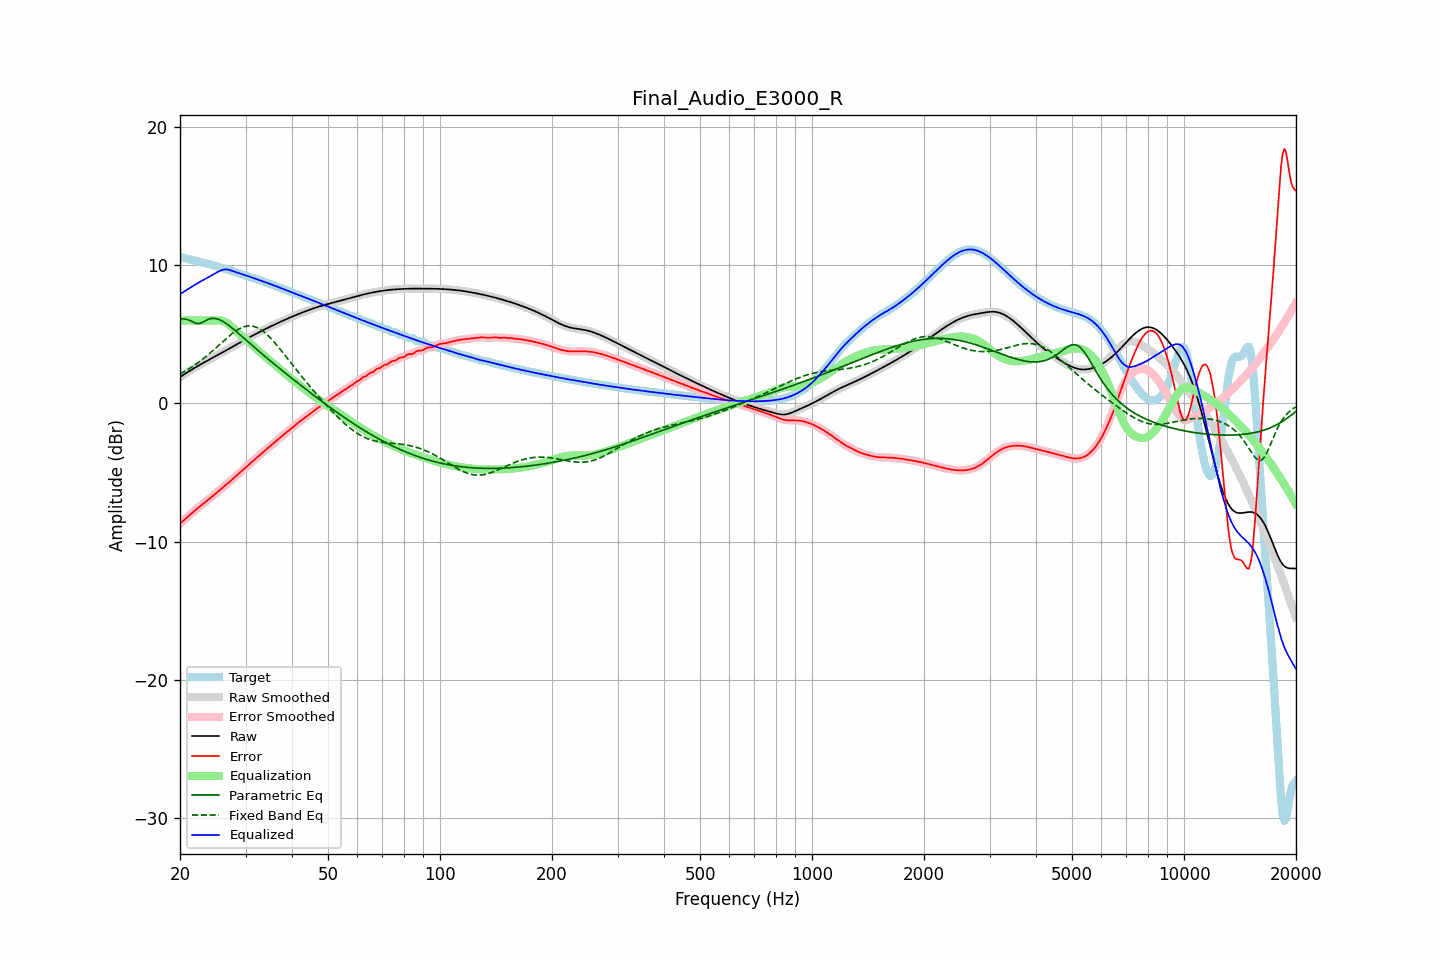 Final_Audio_E3000_R
20
10
0
−10
−20
−30
Amplitude (dBr)
Target
Raw Smoothed
Error Smoothed
Raw
Error
Equalization
Parametric Eq
Fixed Band Eq
Equalized
20 50 100 200 500 1000 2000 5000 10000 20000
Frequency (Hz)